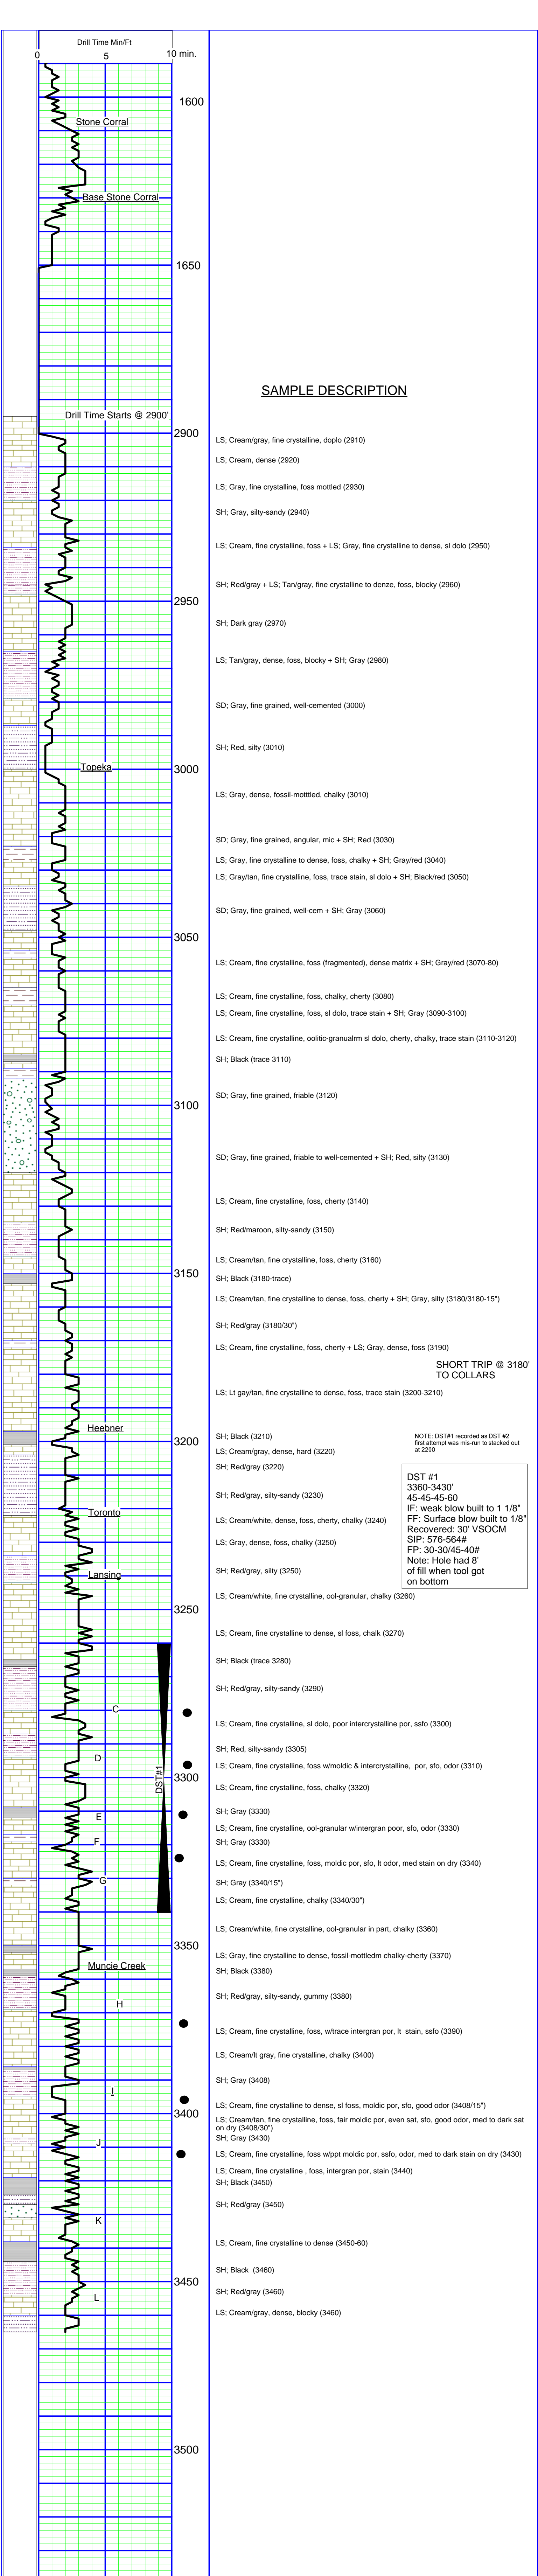 Drill Time Min/Ft
0
5
10 min.
1600
Stone Corral
Base Stone Corral
1650
SAMPLE DESCRIPTION
Drill Time Starts @ 2900'
2900
LS; Cream/gray, fine crystalline, doplo (2910)
LS; Cream, dense (2920)
LS; Gray, fine crystalline, foss mottled (2930)
SH; Gray, silty-sandy (2940)
LS; Cream, fine crystalline, foss + LS; Gray, fine crystalline to dense, sl dolo (2950)
SH; Red/gray + LS; Tan/gray, fine crystalline to denze, foss, blocky (2960)
2950
SH; Dark gray (2970)
LS; Tan/gray, dense, foss, blocky + SH; Gray (2980)
SD; Gray, fine grained, well-cemented (3000)
SH; Red, silty (3010)
Topeka
3000
LS; Gray, dense, fossil-motttled, chalky (3010)
SD; Gray, fine grained, angular, mic + SH; Red (3030)
LS; Gray, fine crystalline to dense, foss, chalky + SH; Gray/red (3040)
LS; Gray/tan, fine crystalline, foss, trace stain, sl dolo + SH; Black/red (3050)
SD; Gray, fine grained, well-cem + SH; Gray (3060)
3050
LS; Cream, fine crystalline, foss (fragmented), dense matrix + SH; Gray/red (3070-80)
LS; Cream, fine crystalline, foss, chalky, cherty (3080)
LS; Cream, fine crystalline, foss, sl dolo, trace stain + SH; Gray (3090-3100)
LS: Cream, fine crystalline, oolitic-granualrm sl dolo, cherty, chalky, trace stain (3110-3120)
SH; Black (trace 3110)
SD; Gray, fine grained, friable (3120)
3100
SD; Gray, fine grained, friable to well-cemented + SH; Red, silty (3130)
LS; Cream, fine crystalline, foss, cherty (3140)
SH; Red/maroon, silty-sandy (3150)
LS; Cream/tan, fine crystalline, foss, cherty (3160)
3150
SH; Black (3180-trace)
LS; Cream/tan, fine crystalline to dense, foss, cherty + SH; Gray, silty (3180/3180-15")
SH; Red/gray (3180/30")
LS; Cream, fine crystalline, foss, cherty + LS; Gray, dense, foss (3190)
SHORT TRIP @ 3180'
TO COLLARS
LS; Lt gay/tan, fine crystalline to dense, foss, trace stain (3200-3210)
Heebner
SH; Black (3210)
NOTE: DST#1 recorded as DST #2
first attempt was mis-run to stacked out
at 2200
3200
LS; Cream/gray, dense, hard (3220)
SH; Red/gray (3220)
DST #1
3360-3430'
45-45-45-60
IF: weak blow built to 1 1/8"
FF: Surface blow built to 1/8"
Recovered: 30' VSOCM
SIP: 576-564#
FP: 30-30/45-40#
Note: Hole had 8'
of fill when tool got
on bottom
SH; Red/gray, silty-sandy (3230)
Toronto
LS; Cream/white, dense, foss, cherty, chalky (3240)
LS; Gray, dense, foss, chalky (3250)
Lansing
SH; Red/gray, silty (3250)
LS; Cream/white, fine crystalline, ool-granular, chalky (3260)
3250
LS; Cream, fine crystalline to dense, sl foss, chalk (3270)
SH; Black (trace 3280)
SH; Red/gray, silty-sandy (3290)
C
LS; Cream, fine crystalline, sl dolo, poor intercrystalline por, ssfo (3300)
SH; Red, silty-sandy (3305)
D
LS; Cream, fine crystalline, foss w/moldic & intercrystalline, por, sfo, odor (3310)
DST#1
3300
LS; Cream, fine crystalline, foss, chalky (3320)
SH; Gray (3330)
E
LS; Cream, fine crystalline, ool-granular w/intergran poor, sfo, odor (3330)
F
SH; Gray (3330)
LS; Cream, fine crystalline, foss, moldic por, sfo, lt odor, med stain on dry (3340)
G
SH; Gray (3340/15")
LS; Cream, fine crystalline, chalky (3340/30")
LS; Cream/white, fine crystalline, ool-granular in part, chalky (3360)
3350
LS; Gray, fine crystalline to dense, fossil-mottledm chalky-cherty (3370)
Muncie Creek
SH; Black (3380)
SH; Red/gray, silty-sandy, gummy (3380)
H
LS; Cream, fine crystalline, foss, w/trace intergran por, lt stain, ssfo (3390)
LS; Cream/lt gray, fine crystalline, chalky (3400)
SH; Gray (3408)
I
LS; Cream, fine crystalline to dense, sl foss, moldic por, sfo, good odor (3408/15")
3400
LS; Cream/tan, fine crystalline, foss, fair moldic por, even sat, sfo, good odor, med to dark sat
on dry (3408/30")
SH; Gray (3430)
J
LS; Cream, fine crystalline, foss w/ppt moldic por, ssfo, odor, med to dark stain on dry (3430)
LS; Cream, fine crystalline , foss, intergran por, stain (3440)
SH; Black (3450)
SH; Red/gray (3450)
K
LS; Cream, fine crystalline to dense (3450-60)
SH; Black (3460)
3450
SH; Red/gray (3460)
L
LS; Cream/gray, dense, blocky (3460)
3500